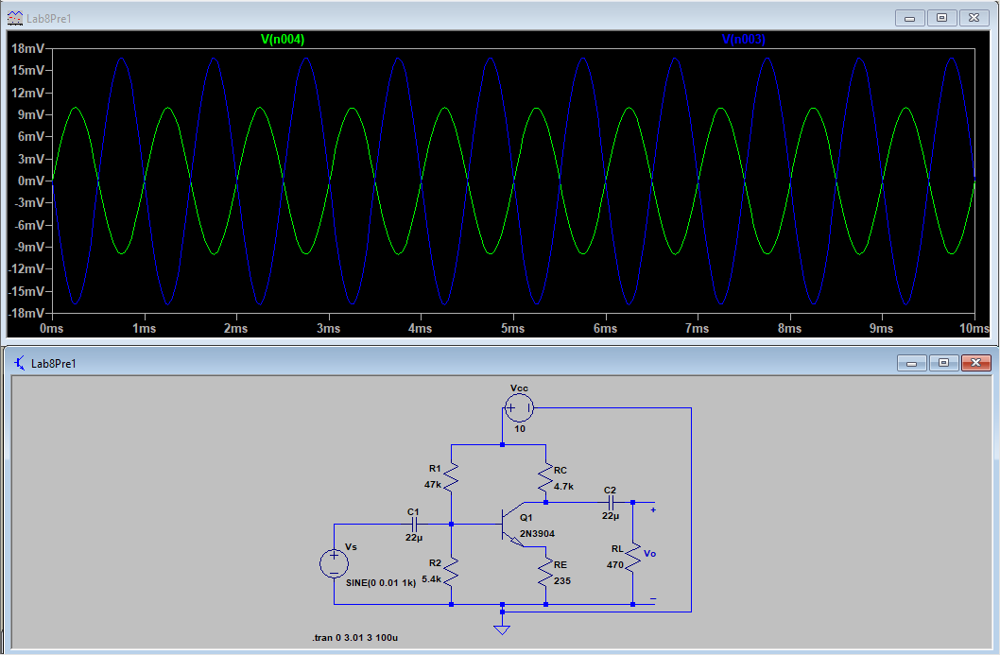 Lab8Pre1
V(n004) V(n003)
18mV
15mV
12mV
9mV
6mV
3mV
0mV
-3mV
-6mV
-9mV
-12mV
-15mV
-18mV
0ms 1ms 2ms 3ms 4ms 5ms 6ms 7ms 8ms 9ms 10ms
Lab8Pre1
Vcc
10
R1
47k
RC
4.7k
C1
22µ
C2
22µ
Q1
2N3904
Vs
SINE(0 0.01 1k)
R2
5.4k
RE
235
RL
470
Vo
.tran 0 3.01 3 100u